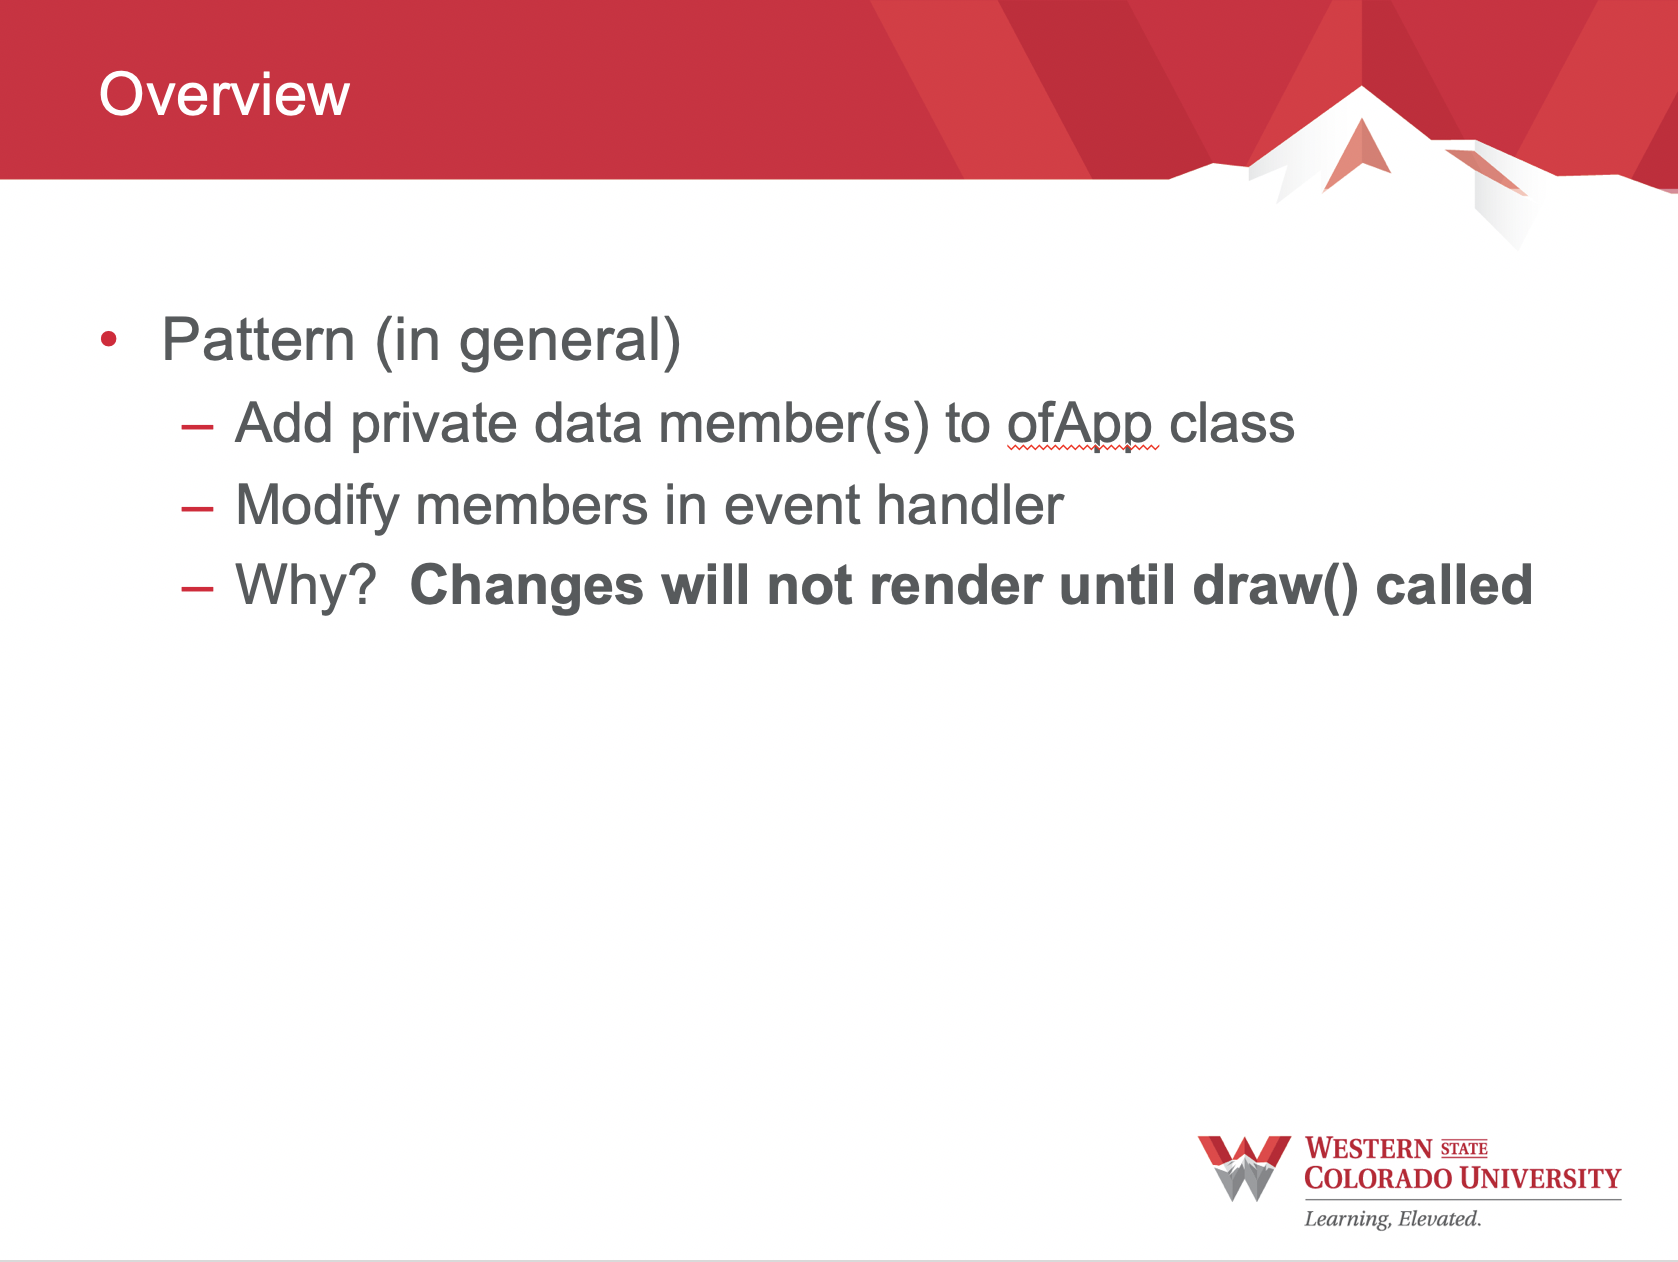 Overview
• Pattern (in general)
– Add private data member(s) to ofApp class
– Modify members in event handler
– Why?  Changes will not render until draw() called
WESTERN STATE
COLORADO UNIVERSITY
Learning, Elevated.